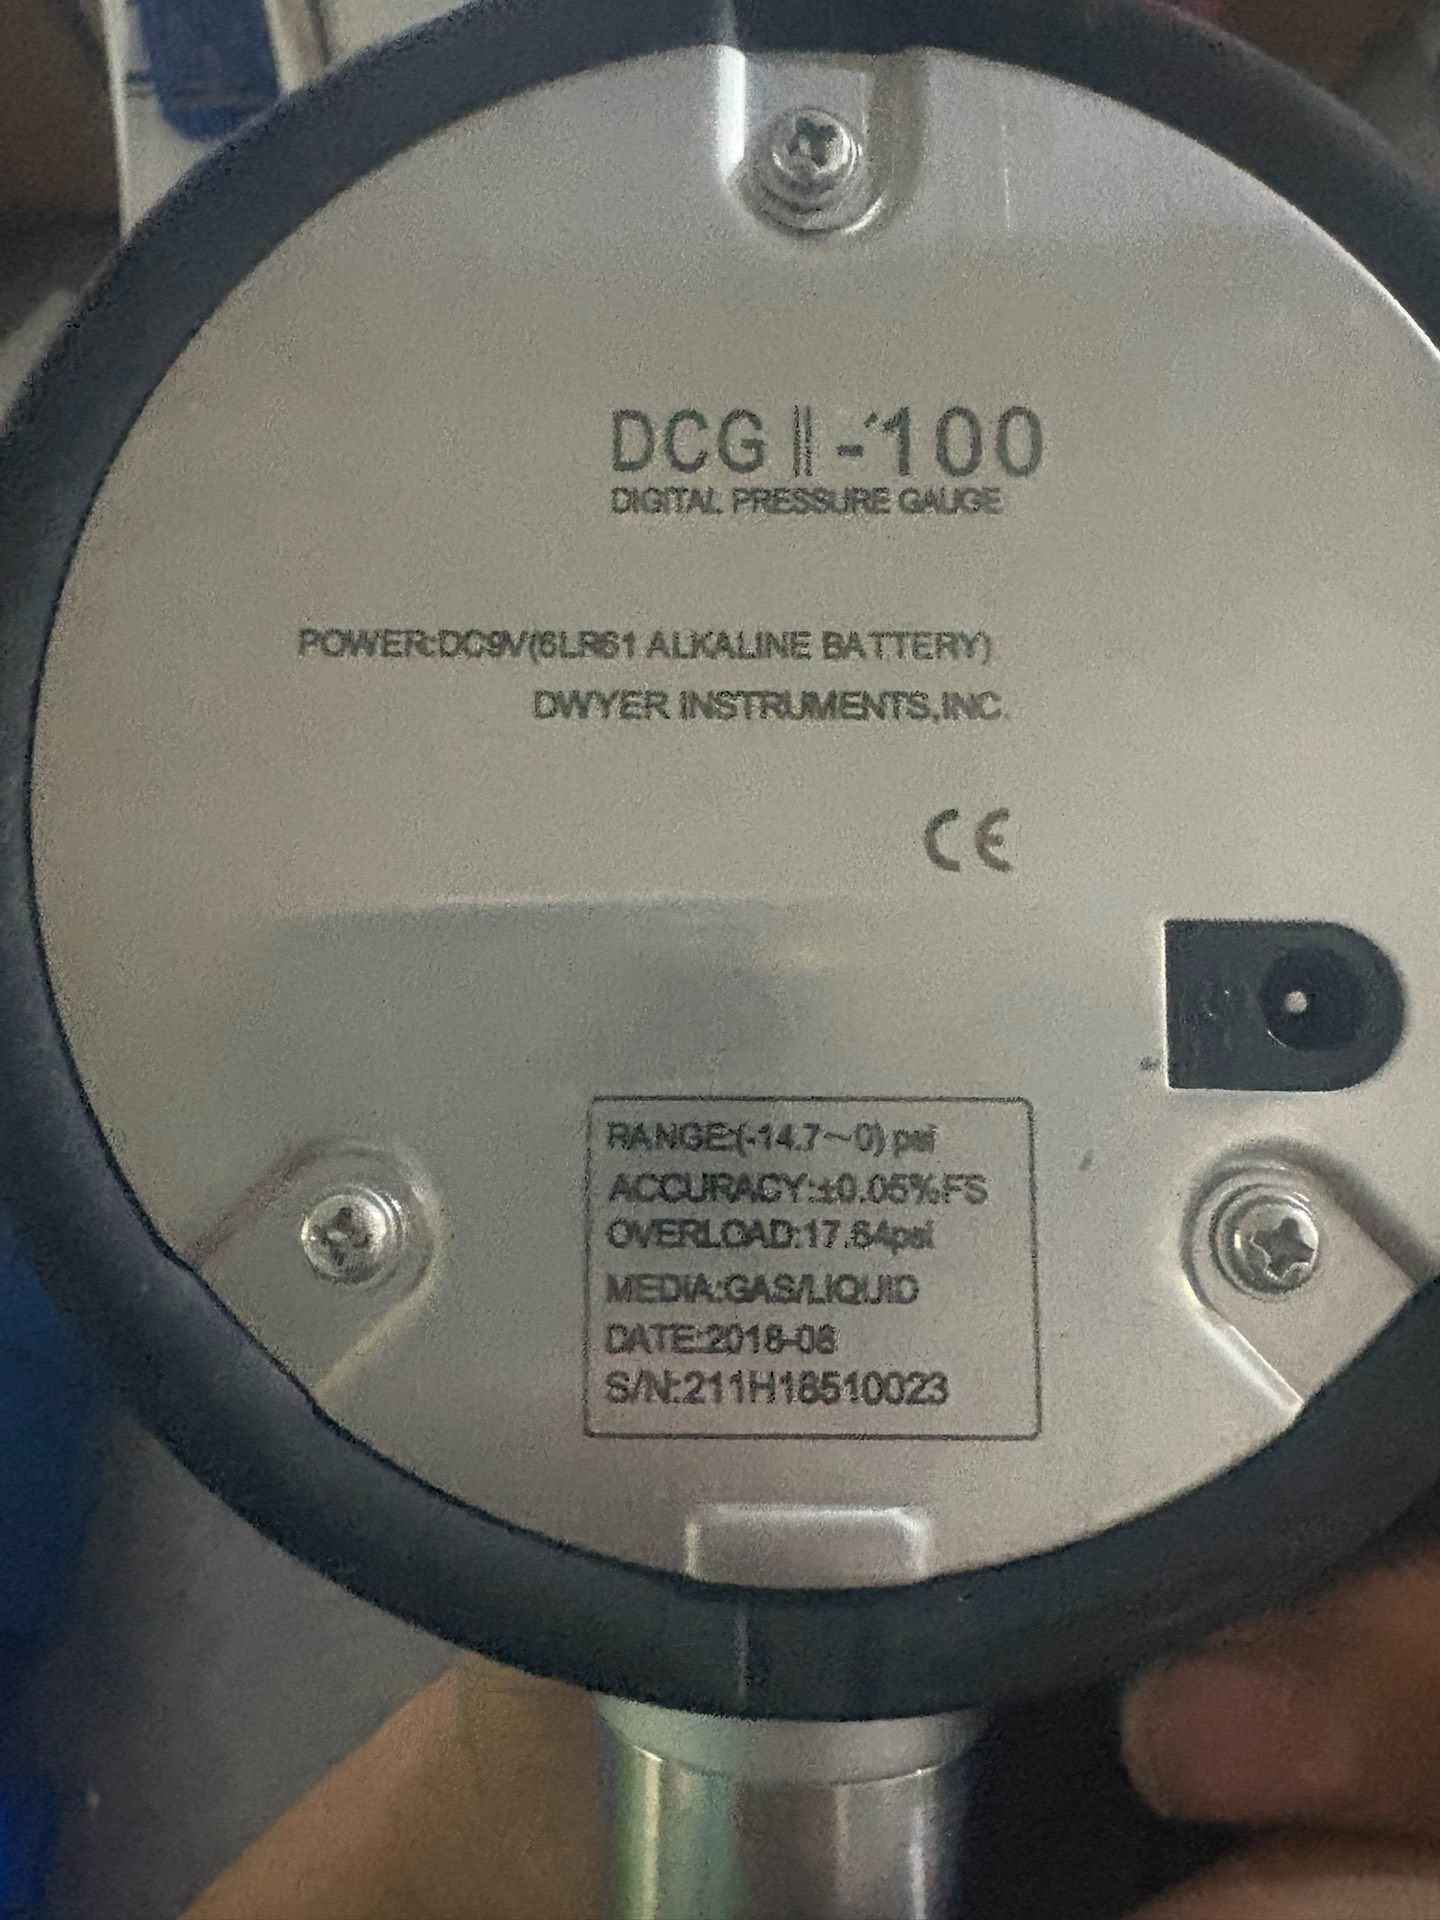 DCG II-100
DIGITAL PRESSURE GAUGE
POWER:DC9V(6LR61 ALKALINE BATTERY)
DWYER INSTRUMENTS,INC.
CE
RANGE:(-14.7~0) psi
ACCURACY:±0.05%FS
OVERLOAD:17.64psi
MEDIA:GAS/LIQUID
DATE:2018-08
S/N:211H18510023